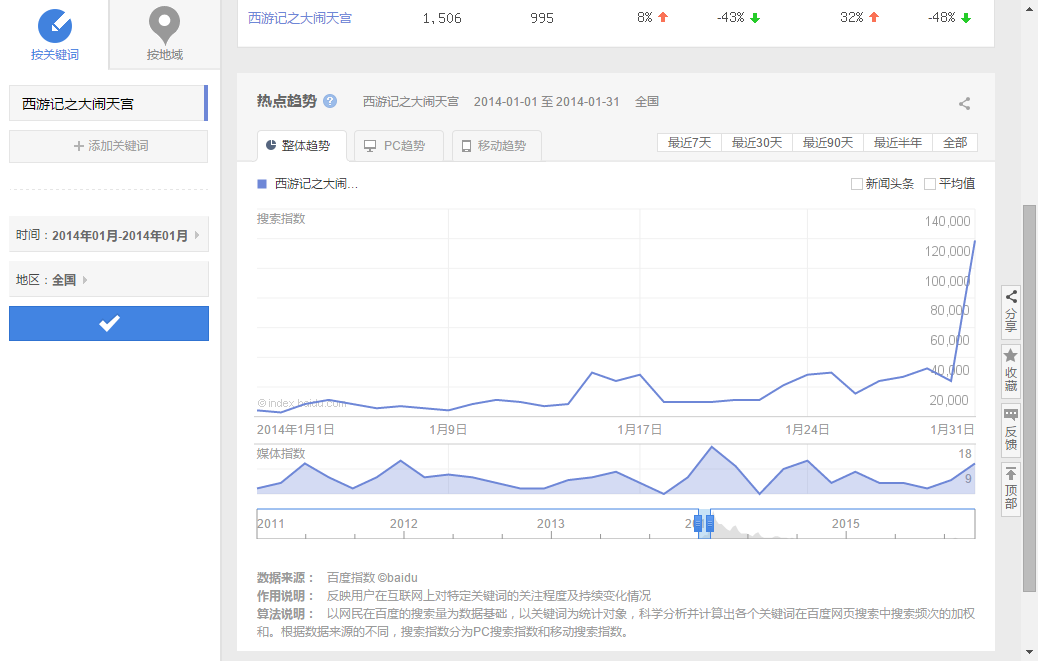 按关键词
按地域
西游记之大闹天宫
+ 添加关键词
时间：2014年01月-2014年01月
地区：全国
西游记之大闹天宫 1,506 995 8% -43% 32% -48%
热点趋势 ? 西游记之大闹天宫 2014-01-01 至 2014-01-31 全国
整体趋势 PC趋势 移动趋势
最近7天 最近30天 最近90天 最近半年 全部
西游记之大闹... 新闻头条 平均值
搜索指数
140,000
120,000
100,000
80,000
60,000
40,000
20,000
© index.baidu.com
2014年1月1日 1月9日 1月17日 1月24日 1月31日
媒体指数 18
9
2011 2012 2013 2015
数据来源： 百度指数 ©baidu
作用说明： 反映用户在互联网上对特定关键词的关注程度及持续变化情况
算法说明： 以网民在百度的搜索量为数据基础，以关键词为统计对象，科学分析并计算出各个关键词在百度网页搜索中搜索频次的加权
和。根据数据来源的不同，搜索指数分为PC搜索指数和移动搜索指数。
分享
收藏
反馈
顶部